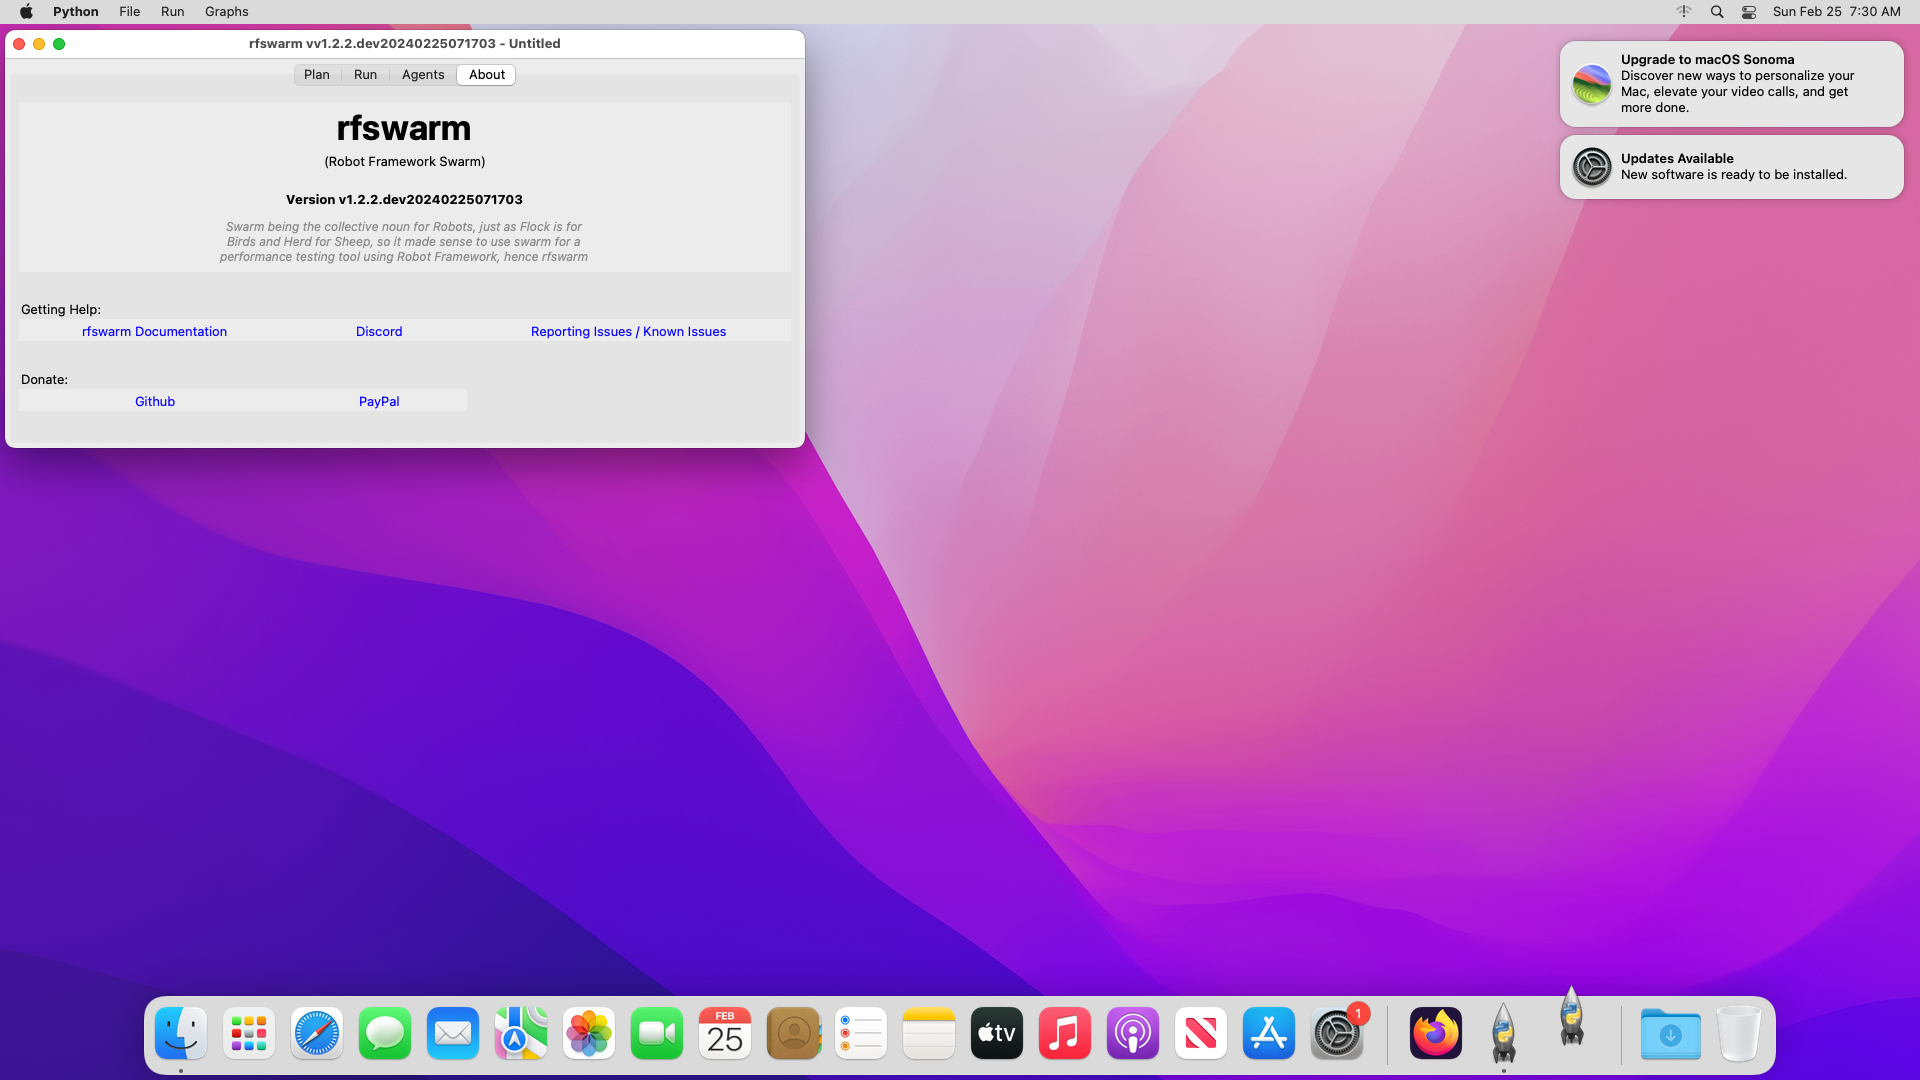 Python File Run Graphs
Sun Feb 25 7:30 AM
rfswarm vv1.2.2.dev20240225071703 - Untitled
Plan Run Agents About
rfswarm
(Robot Framework Swarm)
Version v1.2.2.dev20240225071703
Swarm being the collective noun for Robots, just as Flock is for
Birds and Herd for Sheep, so it made sense to use swarm for a
performance testing tool using Robot Framework, hence rfswarm
Getting Help:
rfswarm Documentation Discord Reporting Issues / Known Issues
Donate:
Github PayPal
Upgrade to macOS Sonoma
Discover new ways to personalize your
Mac, elevate your video calls, and get
more done.
Updates Available
New software is ready to be installed.
FEB
25
tv
1